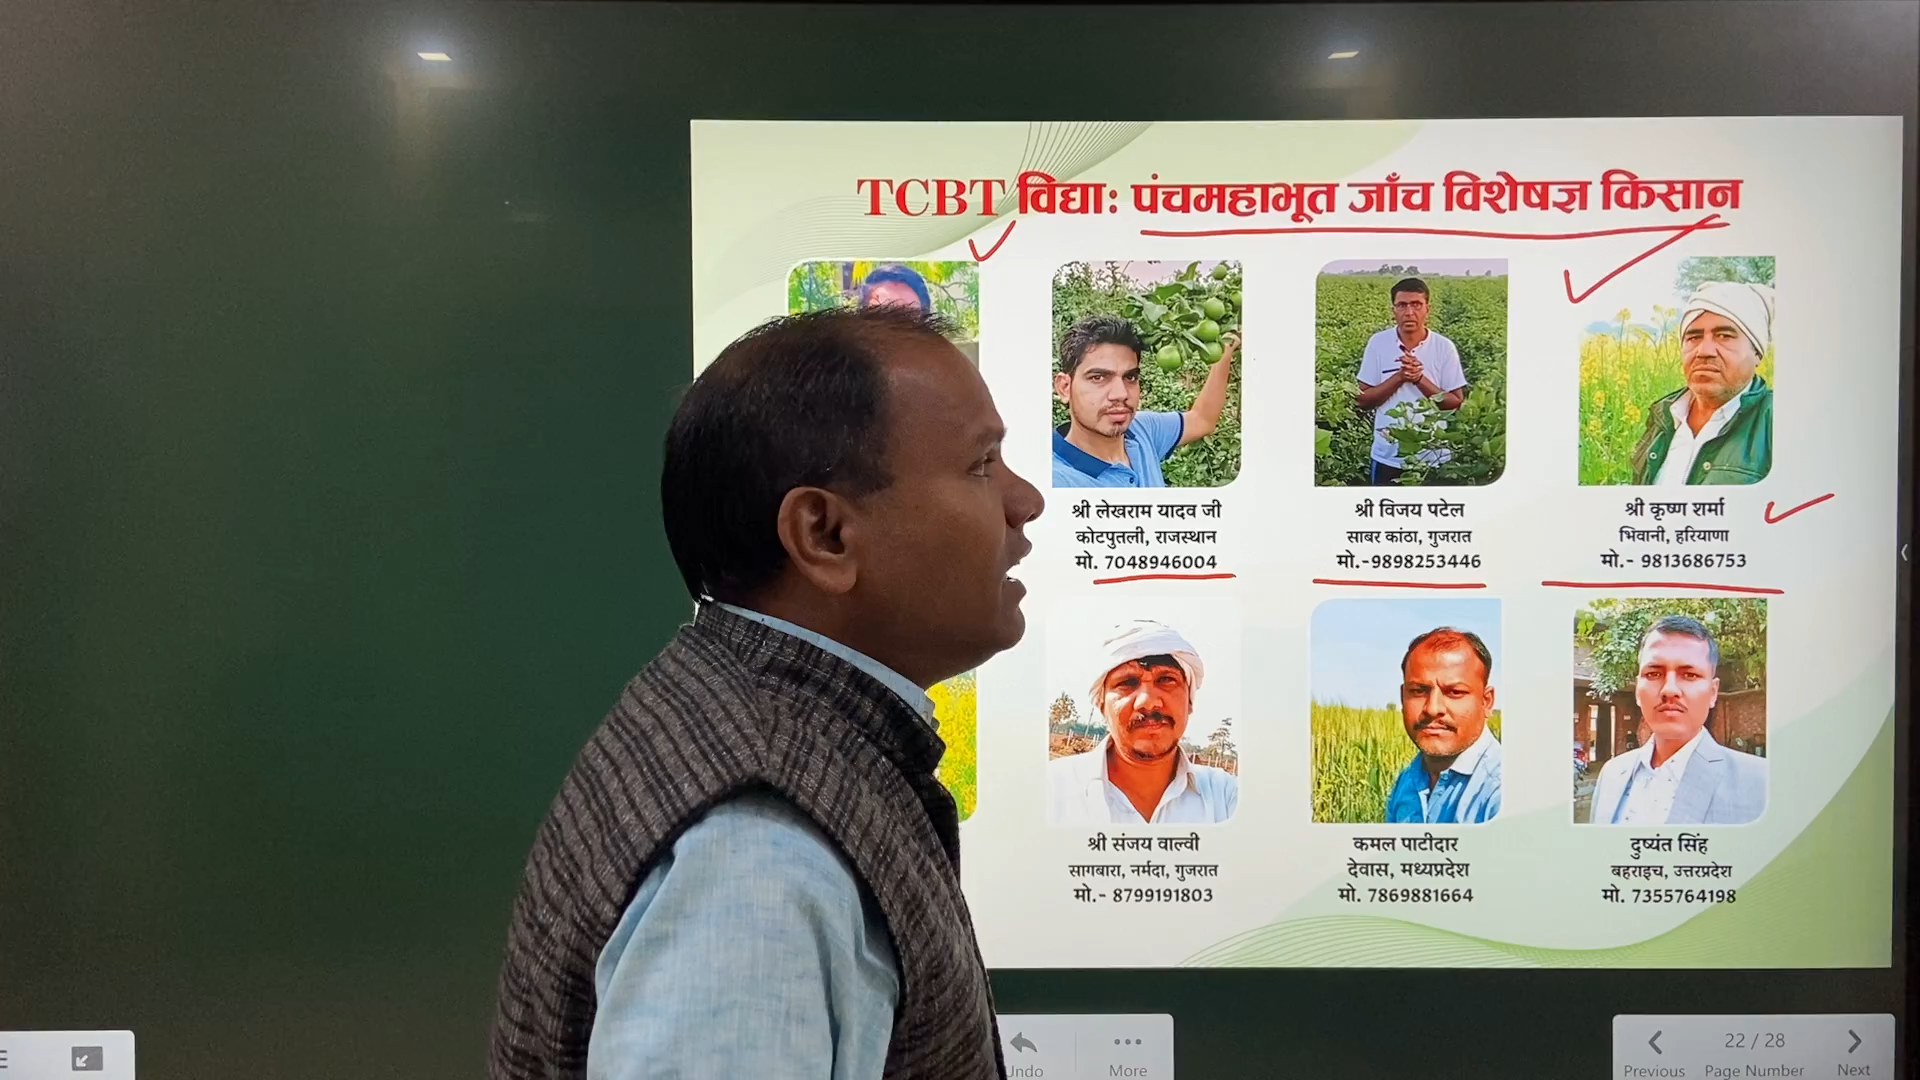 TCBT विद्या: पंचमहाभूत जाँच विशेषज्ञ किसान
श्री लेखराम यादव जी
कोटपुतली, राजस्थान
मो. 7048946004
श्री विजय पटेल
साबर कांठा, गुजरात
मो.-9898253446
श्री कृष्ण शर्मा
भिवानी, हरियाणा
मो.- 9813686753
श्री संजय वाल्वी
सागबारा, नर्मदा, गुजरात
मो.- 8799191803
कमल पाटीदार
देवास, मध्यप्रदेश
मो. 7869881664
दुष्यंत सिंह
बहराइच, उत्तरप्रदेश
मो. 7355764198
Undo
More
22 / 28
Previous
Page Number
Next